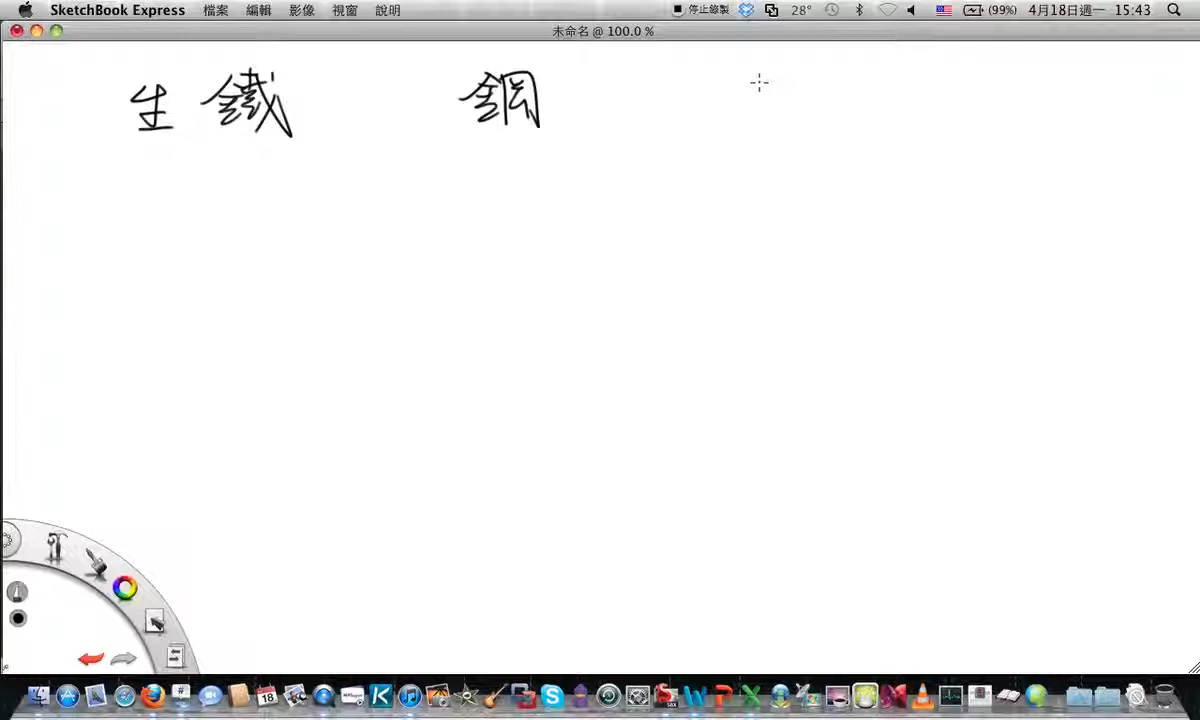 SketchBook Express 檔案 編輯 影像 視窗 說明 停止錄製 28° (99%) 4月18日週一 15:43
未命名 @ 100.0 %
生鐵 鋼